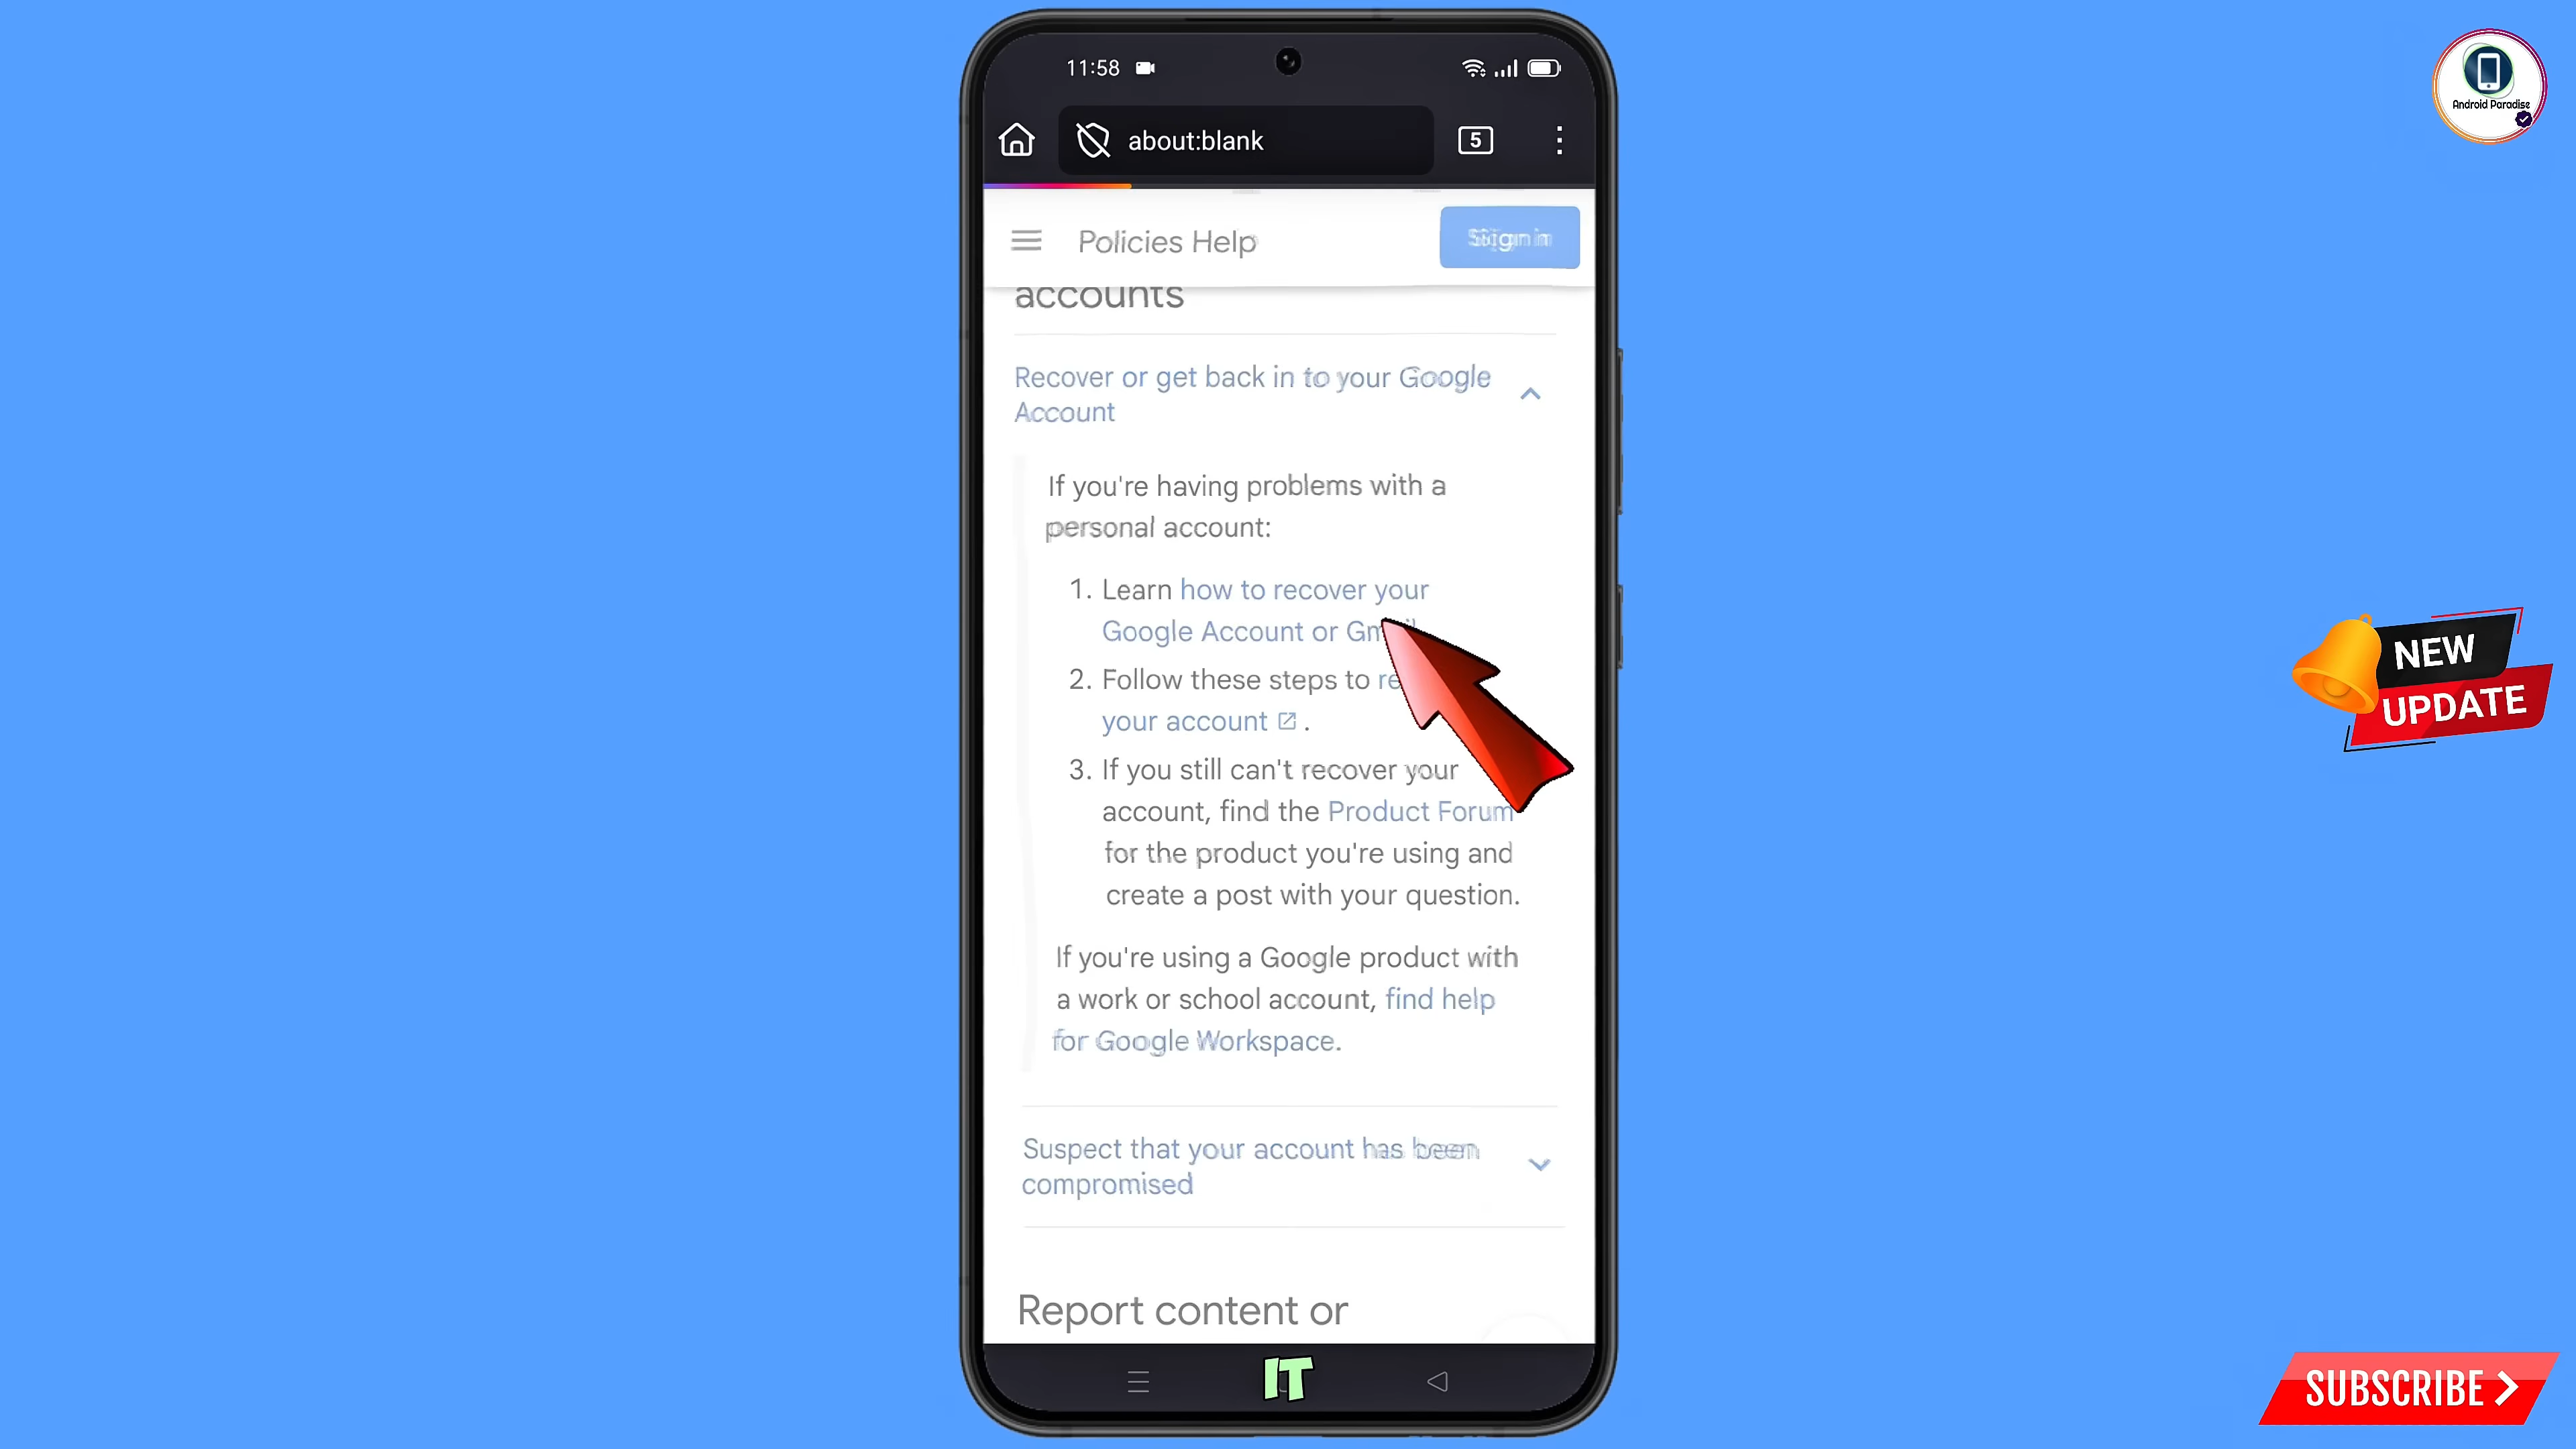 11:58
Android Paradise
about:blank
5
Policies Help
Sign in
accounts
Recover or get back in to your Google
Account
If you're having problems with a
personal account:
1. Learn how to recover your
Google Account or
2. Follow these steps to
your account .
3. If you still can't recover your
account, find the Product Forum
for the product you're using and
create a post with your question.
If you're using a Google product with
a work or school account, find help
for Google Workspace.
Suspect that your account has been
compromised
Report content or
IT
NEW
UPDATE
SUBSCRIBE